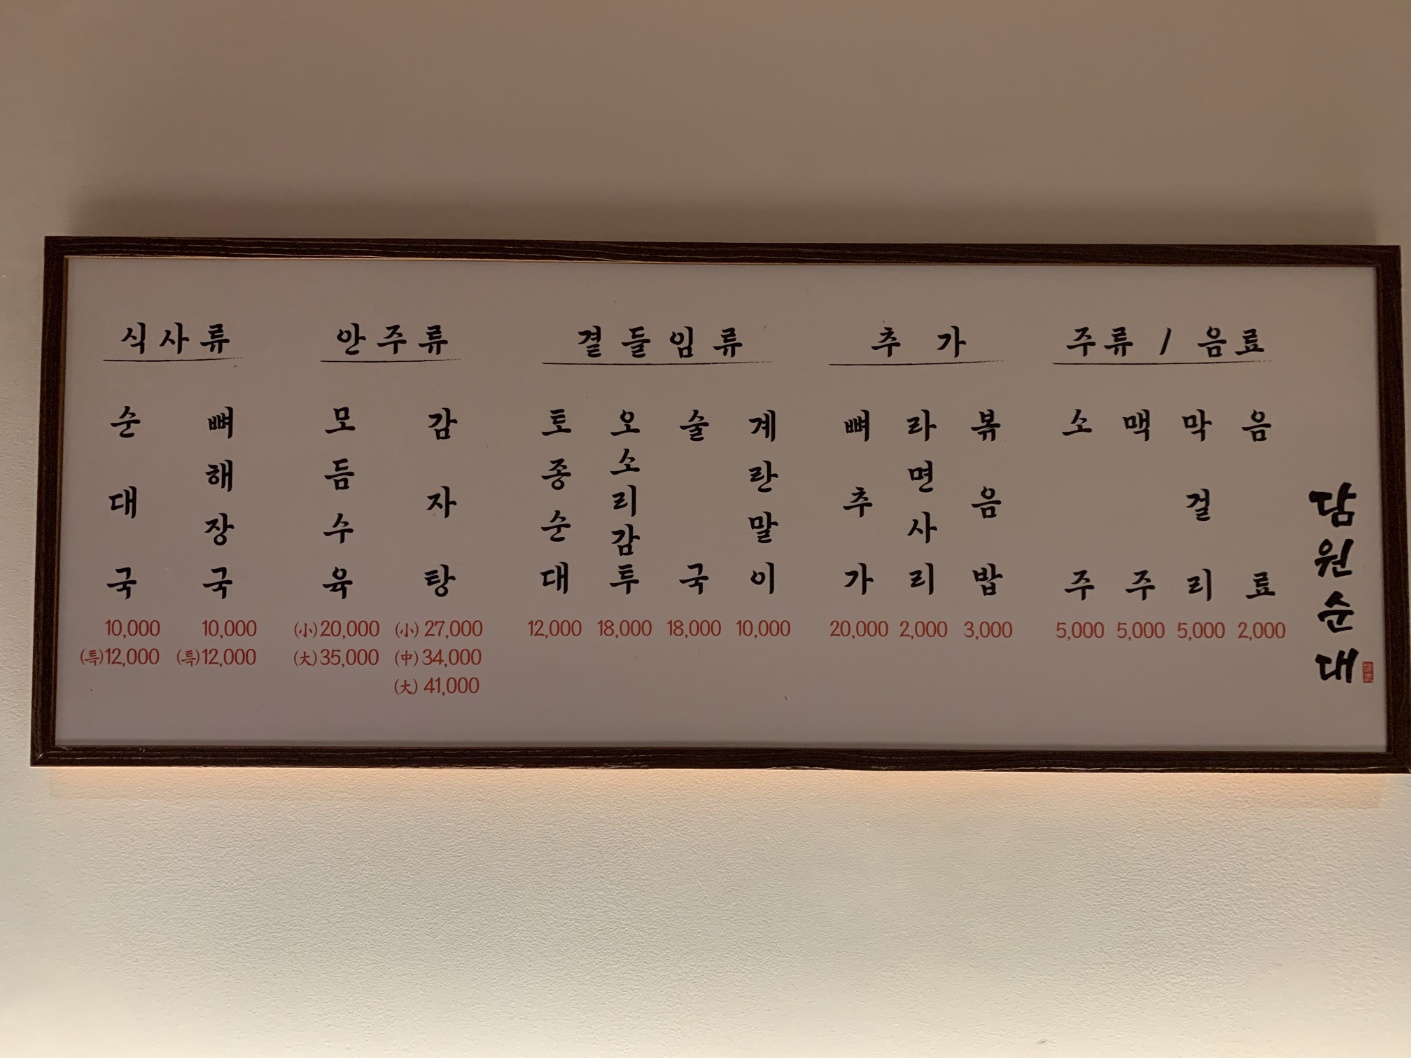 식사류
순대국
10,000
(특)12,000
뼈해장국
10,000
(특)12,000
안주류
모듬수육
(小)20,000
(大)35,000
감자탕
(小)27,000
(中)34,000
(大)41,000
곁들임류
토종순대
12,000
오소리감투
18,000
술국
18,000
계란말이
10,000
추가
뼈추가
20,000
라면사리
2,000
볶음밥
3,000
주류 / 음료
소주
5,000
맥주
5,000
막걸리
5,000
음료
2,000
담원순대